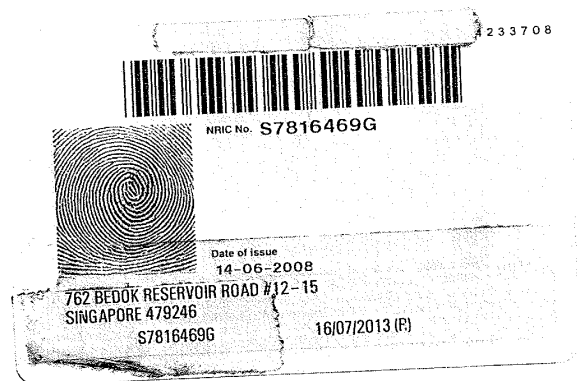 4233708
NRIC No. S7816469G
Date of issue
14-06-2008
762 BEDOK RESERVOIR ROAD #12-15
SINGAPORE 479246
S7816469G
16/07/2013 (P.)